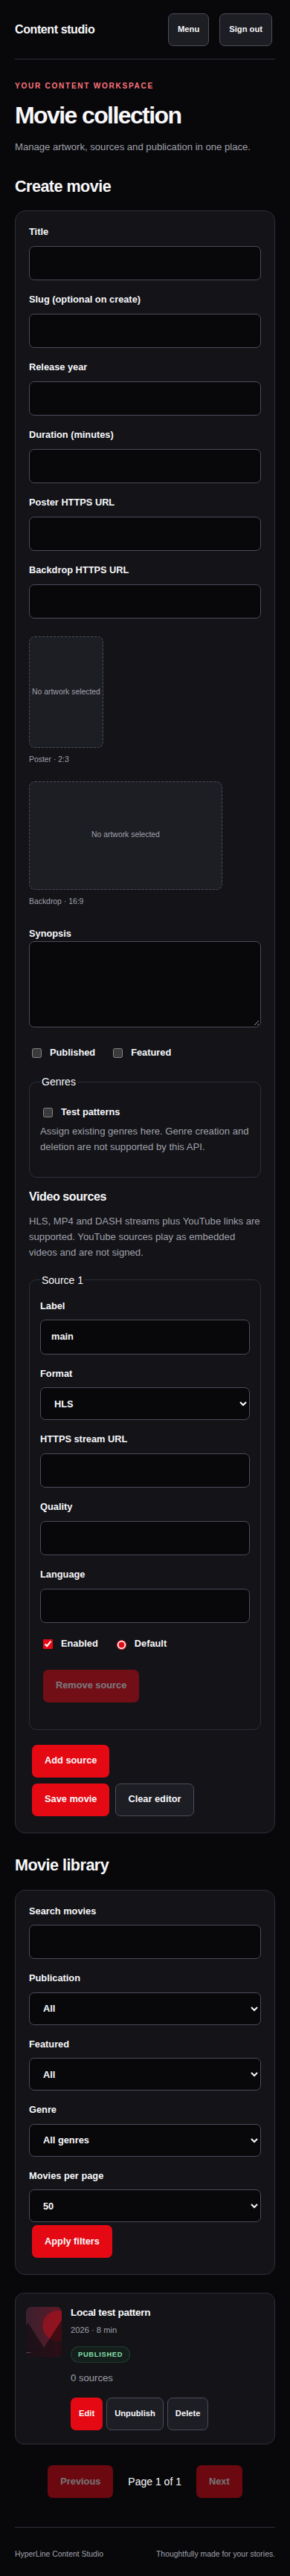 Content studio
Menu
Sign out
YOUR CONTENT WORKSPACE
Movie collection
Manage artwork, sources and publication in one place.
Create movie
Title
Slug (optional on create)
Release year
Duration (minutes)
Poster HTTPS URL
Backdrop HTTPS URL
No artwork selected
Poster · 2:3
No artwork selected
Backdrop · 16:9
Synopsis
Published
Featured
Genres
Test patterns
Assign existing genres here. Genre creation and
deletion are not supported by this API.
Video sources
HLS, MP4 and DASH streams plus YouTube links are
supported. YouTube sources play as embedded
videos and are not signed.
Source 1
Label
main
Format
HLS
HTTPS stream URL
Quality
Language
Enabled
Default
Remove source
Add source
Save movie
Clear editor
Movie library
Search movies
Publication
All
Featured
All
Genre
All genres
Movies per page
50
Apply filters
Local test pattern
2026 · 8 min
PUBLISHED
0 sources
Edit
Unpublish
Delete
Previous
Page 1 of 1
Next
HyperLine Content Studio
Thoughtfully made for your stories.